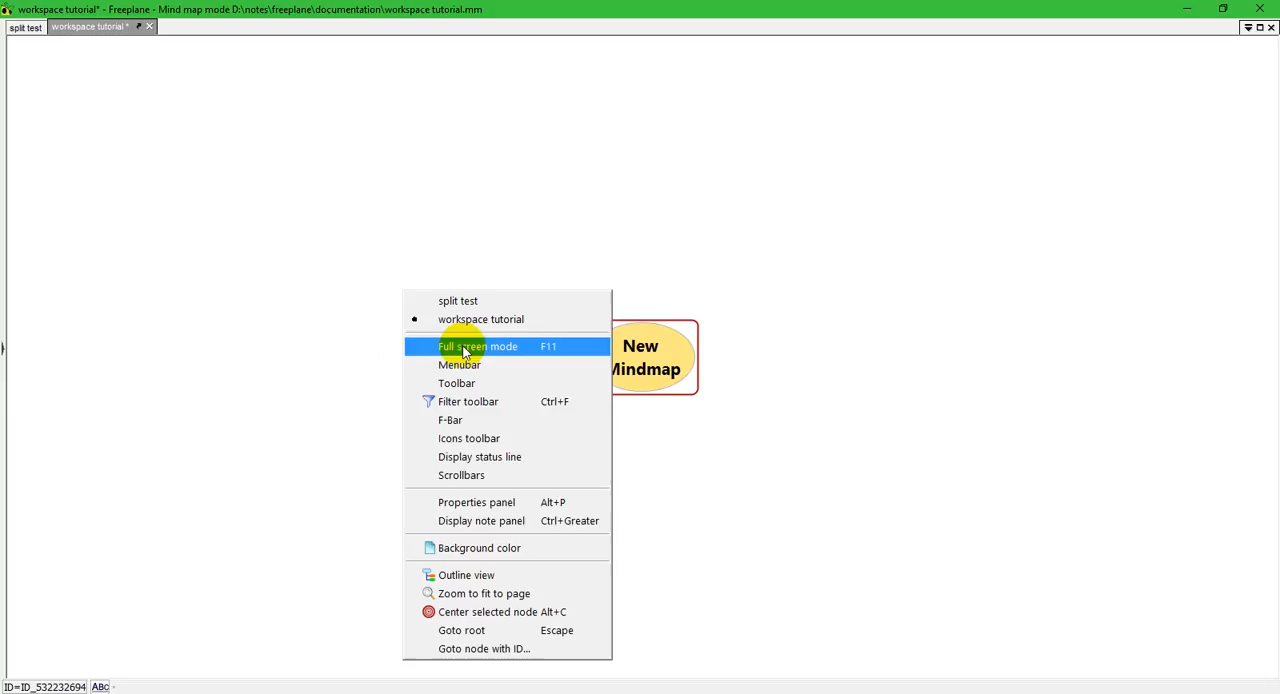 workspace tutorial* - Freeplane - Mind map mode D:\notes\freeplane\documentation\workspace tutorial.mm
split test
workspace tutorial *
split test
workspace tutorial
Full screen mode F11
Menubar
Toolbar
Filter toolbar Ctrl+F
F-Bar
Icons toolbar
Display status line
Scrollbars
Properties panel Alt+P
Display note panel Ctrl+Greater
Background color
Outline view
Zoom to fit to page
Center selected node Alt+C
Goto root Escape
Goto node with ID...
New
Mindmap
ID=ID_532232694 ABC